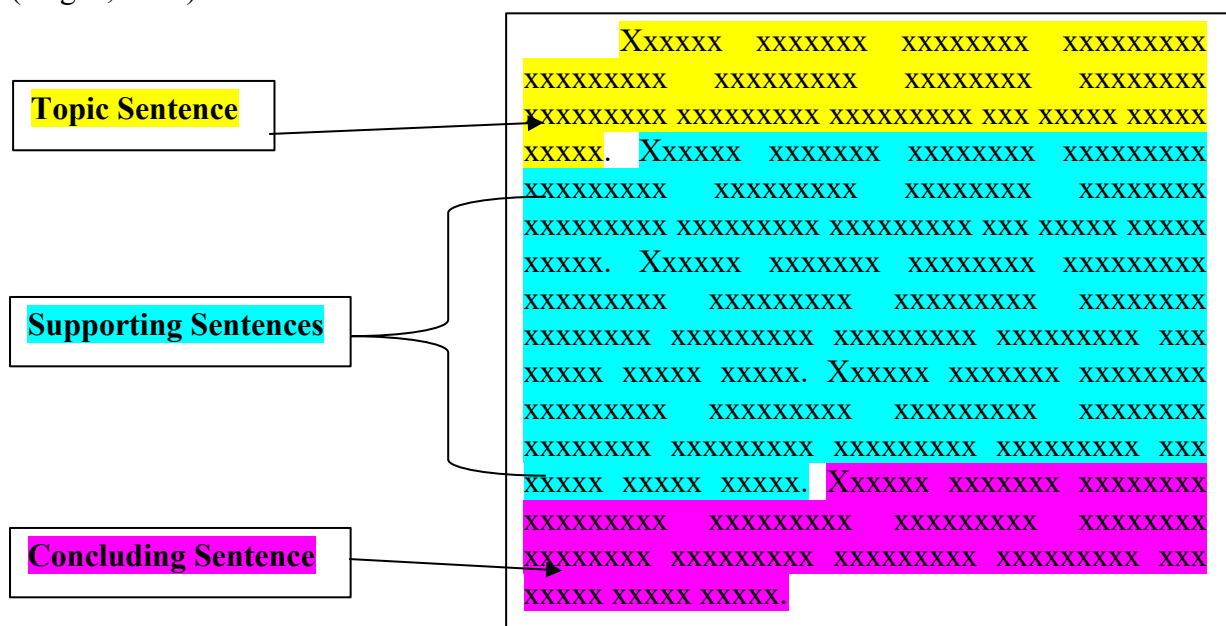 Xxxxxx xxxxxxx xxxxxxxx xxxxxxxxx
xxxxxxxxx xxxxxxxxx xxxxxxxx xxxxxxxx
Topic Sentence
xxxxxxxxx xxxxxxxxx xxxxxxxxx xxx xxxxx xxxxx
xxxxx. Xxxxxx xxxxxxx xxxxxxxx xxxxxxxxx
xxxxxxxxx xxxxxxxxx xxxxxxxx xxxxxxxx
xxxxxxxxx xxxxxxxxx xxxxxxxxx xxx xxxxx xxxxx
xxxxx. Xxxxxx xxxxxxx xxxxxxxx xxxxxxxxx
xxxxxxxxx xxxxxxxxx xxxxxxxxx xxxxxxxx
Supporting Sentences
xxxxxxxx xxxxxxxxx xxxxxxxxx xxxxxxxxx xxx
xxxxx xxxxx xxxxx. Xxxxxx xxxxxxx xxxxxxxx
xxxxxxxxx xxxxxxxxx xxxxxxxxx xxxxxxxx
xxxxxxxx xxxxxxxxx xxxxxxxxx xxxxxxxxx xxx
xxxxx xxxxx xxxxx. Xxxxxx xxxxxxx xxxxxxxx
xxxxxxxxx xxxxxxxxx xxxxxxxxx xxxxxxxx
Concluding Sentence
xxxxxxxx xxxxxxxxx xxxxxxxxx xxxxxxxxx xxx
xxxxx xxxxx xxxxx.